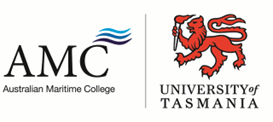 AMC
Australian Maritime College
UNIVERSITY of
TASMANIA